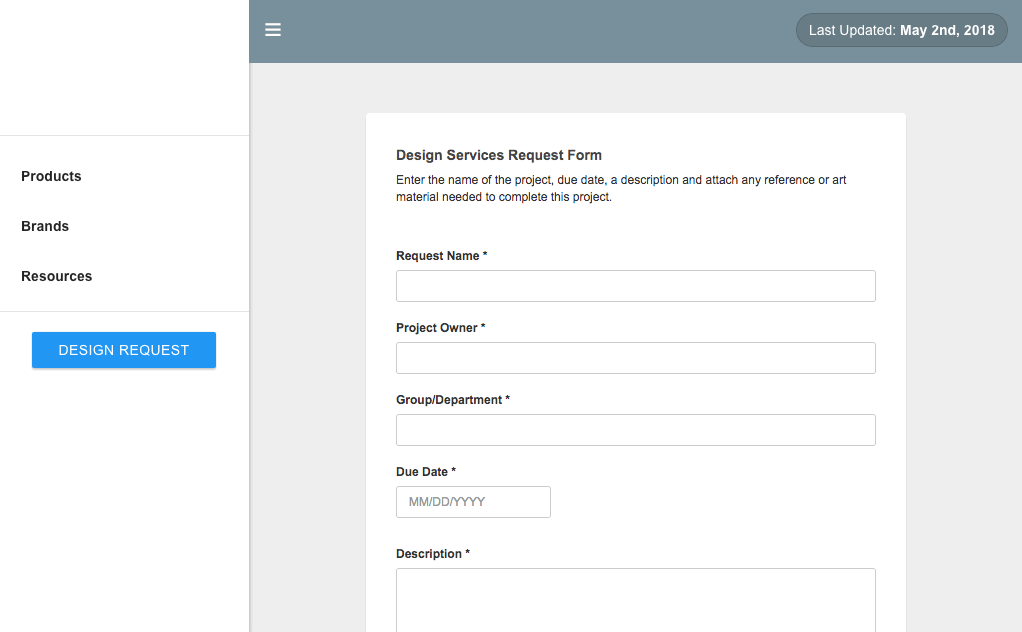 Last Updated: May 2nd, 2018
Products
Brands
Resources
DESIGN REQUEST
Design Services Request Form
Enter the name of the project, due date, a description and attach any reference or art
material needed to complete this project.
Request Name *
Project Owner *
Group/Department *
Due Date *
MM/DD/YYYY
Description *